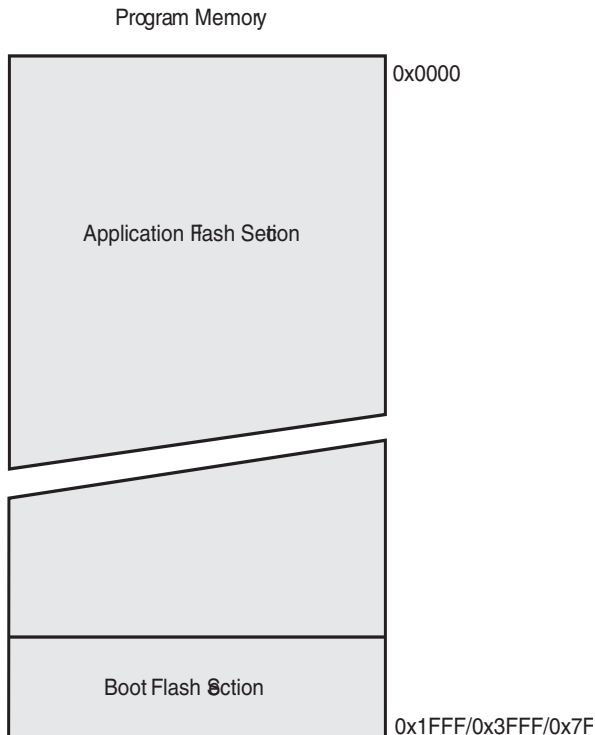 Program Memory
0x0000
Application Flash Section
Boot Flash Section
0x1FFF/0x3FFF/0x7F